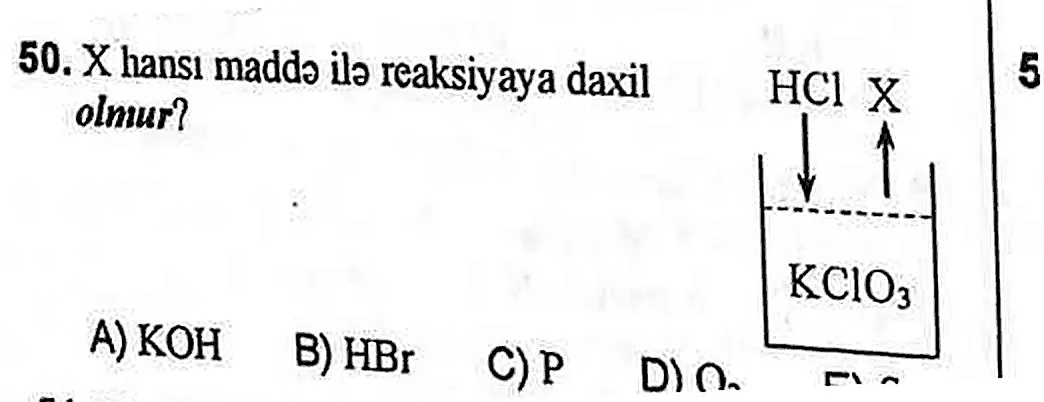 50. X hansı maddə ilə reaksiyaya daxil
olmur?
HCl X
KClO₃
A) KOH B) HBr C) P D)
5